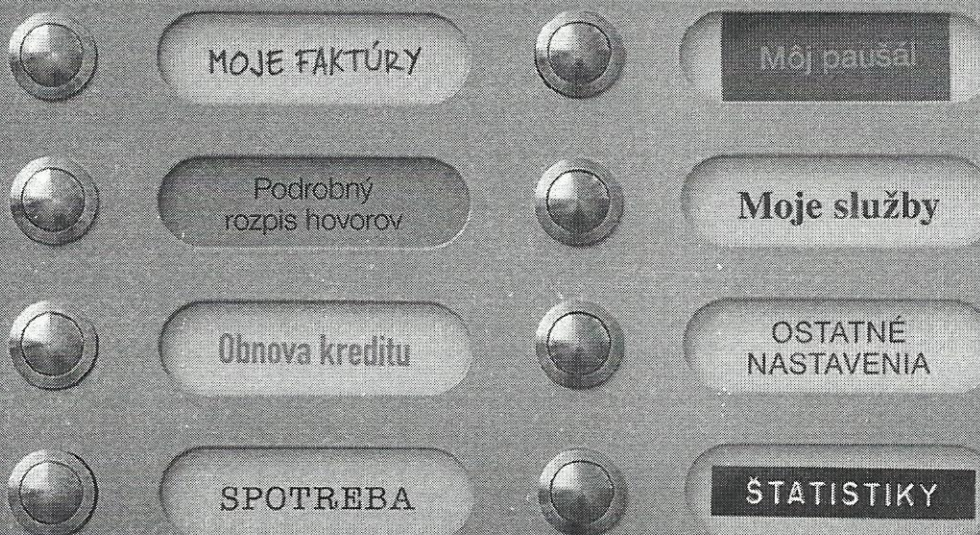 MOJE FAKTÚRY
Môj paušál
Podrobný
rozpis hovorov
Moje služby
Obnova kreditu
OSTATNÉ
NASTAVENIA
SPOTREBA
ŠTATISTIKY